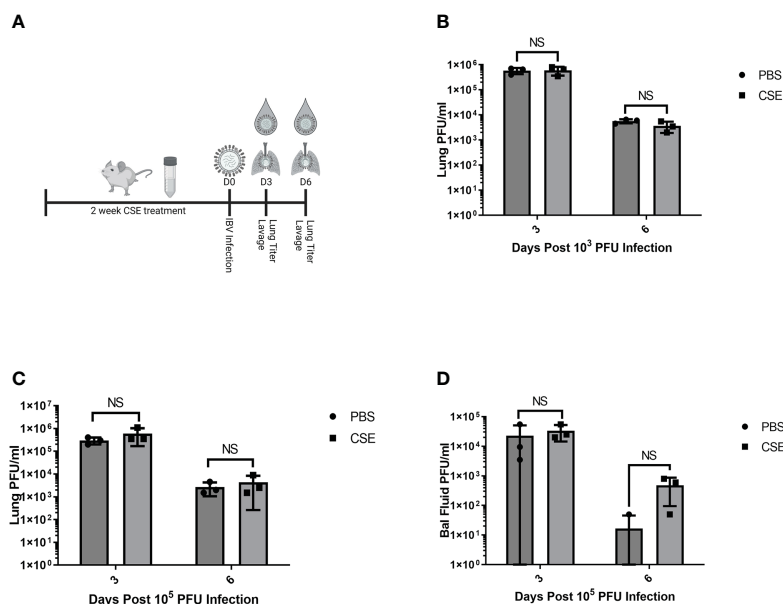 A
D0
D3
D6
2 week CSE treatment
IBV Infection
Lung Titer
Lavage
Lung Titer
Lavage
B
Lung PFU/ml
1×10⁶
1×10⁵
1×10⁴
1×10³
1×10²
1×10¹
1×10⁰
NS
NS
3
6
Days Post 10³ PFU Infection
PBS
CSE
C
Lung PFU/ml
1×10⁷
1×10⁶
1×10⁵
1×10⁴
1×10³
1×10²
1×10¹
1×10⁰
NS
NS
3
6
Days Post 10⁵ PFU Infection
PBS
CSE
D
Bal Fluid PFU/ml
1×10⁵
1×10⁴
1×10³
1×10²
1×10¹
1×10⁰
NS
NS
3
6
Days Post 10⁵ PFU Infection
PBS
CSE